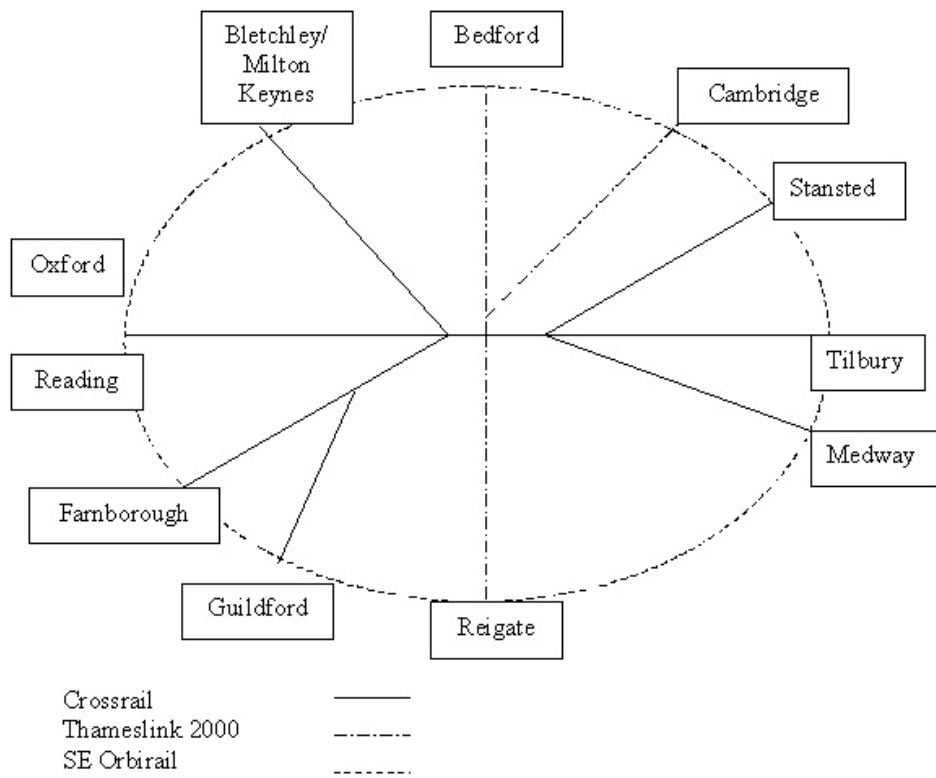 Bletchley/
Milton
Keynes
Bedford
Cambridge
Stansted
Oxford
Reading
Tilbury
Medway
Farnborough
Guildford
Reigate
Crossrail
Thameslink 2000
SE Orbirail